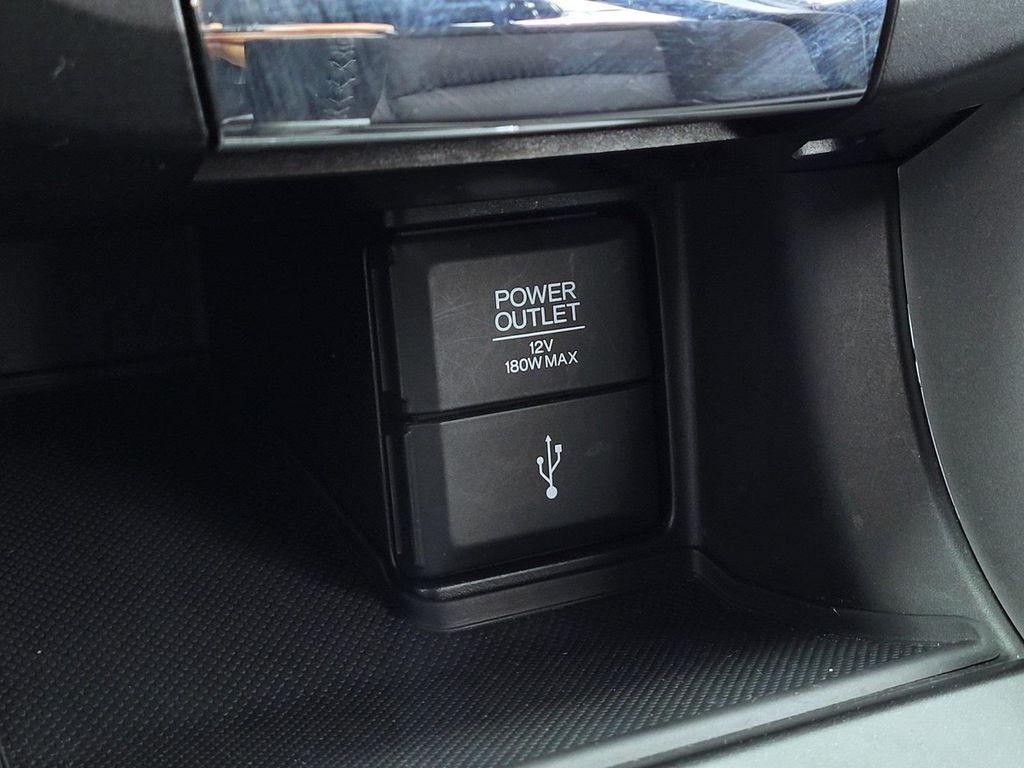 POWER
OUTLET
12V
180W MAX